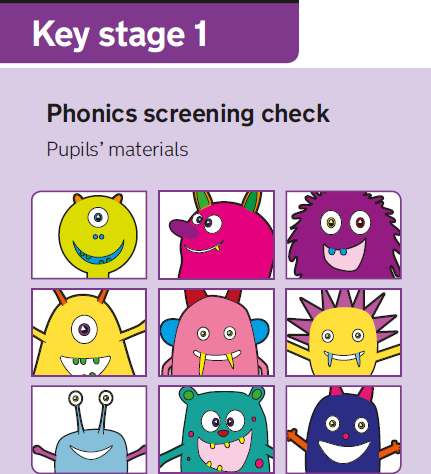 Key stage 1
Phonics screening check
Pupils’ materials